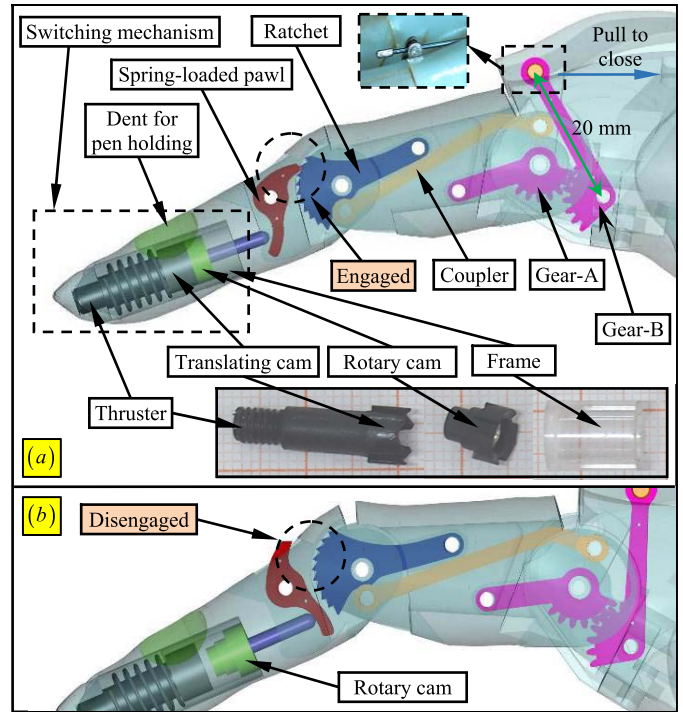 Switching mechanism
Ratchet
Pull to
close
Spring-loaded pawl
Dent for
pen holding
20 mm
Engaged
Coupler
Gear-A
Gear-B
Translating cam
Rotary cam
Frame
Thruster
(a)
(b)
Disengaged
Rotary cam